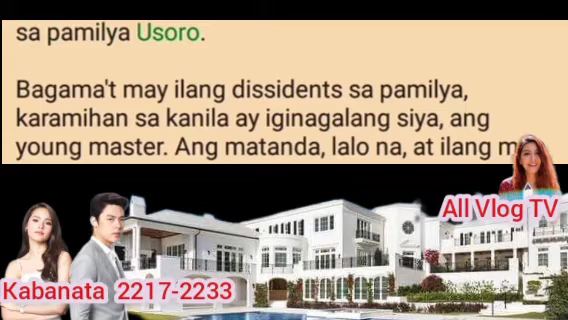 sa pamilya Usoro.
Bagama't may ilang dissidents sa pamilya,
karamihan sa kanila ay iginagalang siya, ang
young master. Ang matanda, lalo na, at ilang
All Vlog TV
Kabanata 2217-2233